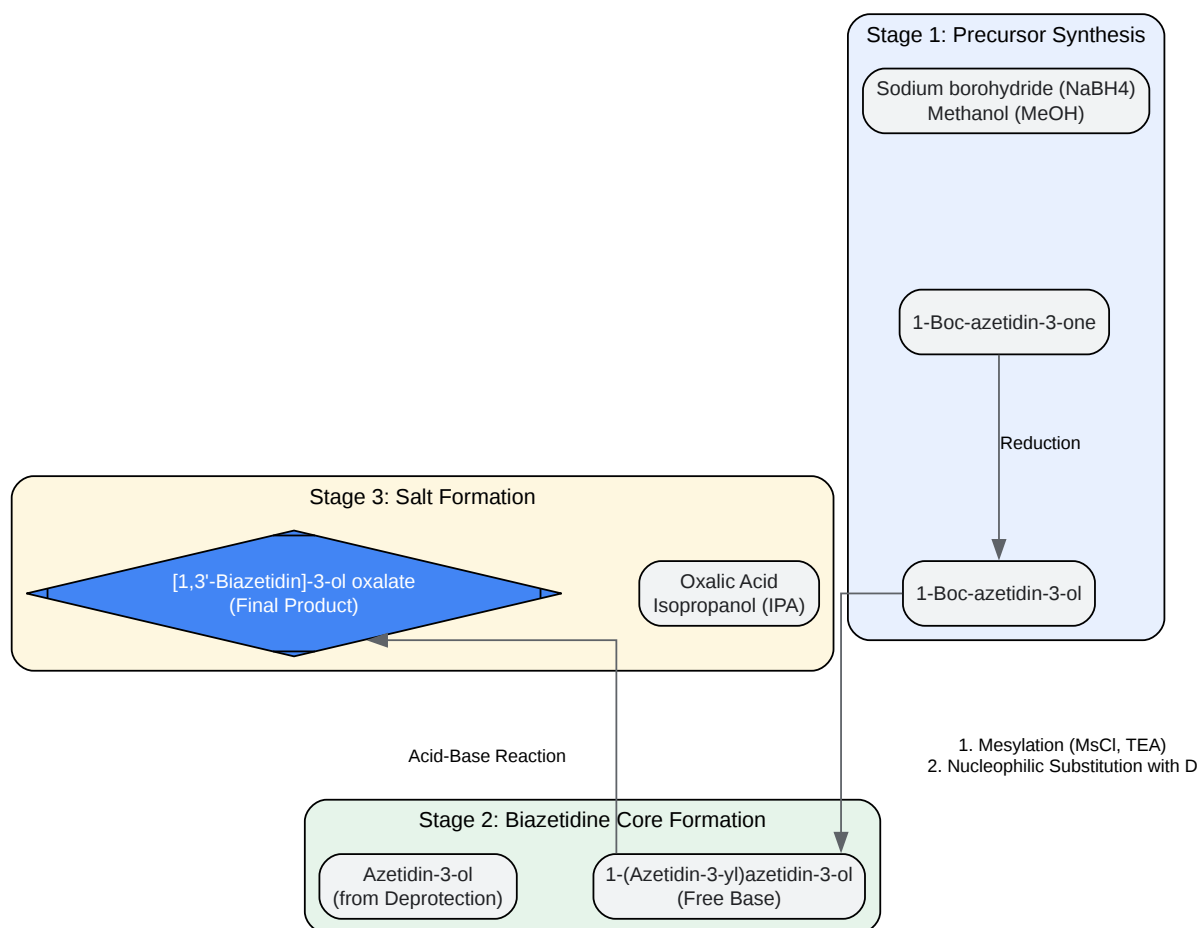 Stage 1: Precursor Synthesis
Sodium borohydride (NaBH4)
Methanol (MeOH)
1-Boc-azetidin-3-one
Reduction
1-Boc-azetidin-3-ol
Stage 3: Salt Formation
[1,3'-Biazetidin]-3-ol oxalate
(Final Product)
Oxalic Acid
Isopropanol (IPA)
Acid-Base Reaction
1. Mesylation (MsCl, TEA)
2. Nucleophilic Substitution with D
Stage 2: Biazetidine Core Formation
Azetidin-3-ol
(from Deprotection)
1-(Azetidin-3-yl)azetidin-3-ol
(Free Base)